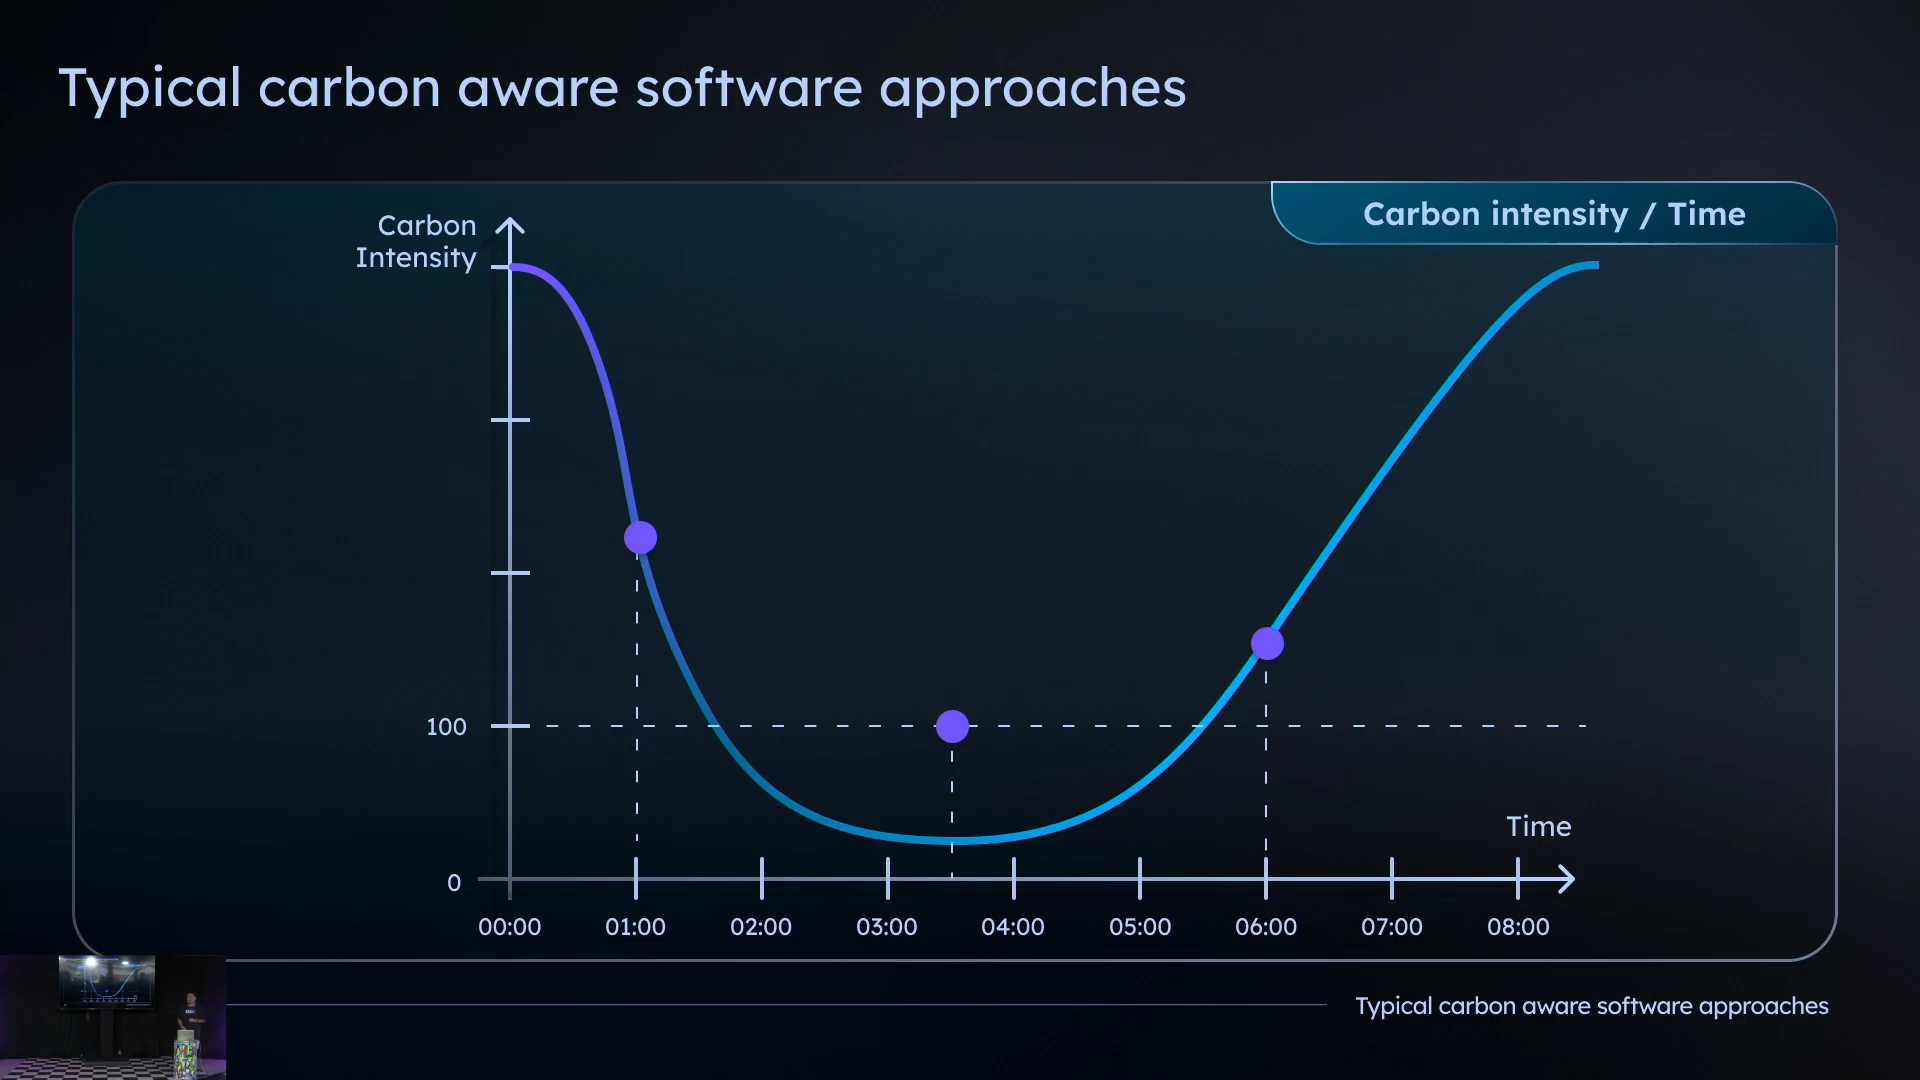 Typical carbon aware software approaches
Carbon intensity / Time
Carbon
Intensity
100
0
Time
00:00
01:00
02:00
03:00
04:00
05:00
06:00
07:00
08:00
Typical carbon aware software approaches